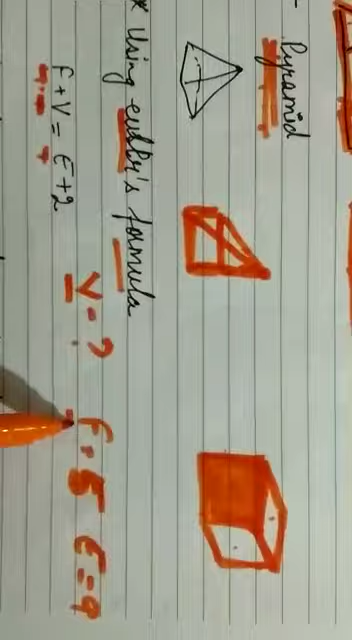 Pyramid
* Using euler's formula
F + V = E + 2
V = ? F = 5 E = 9